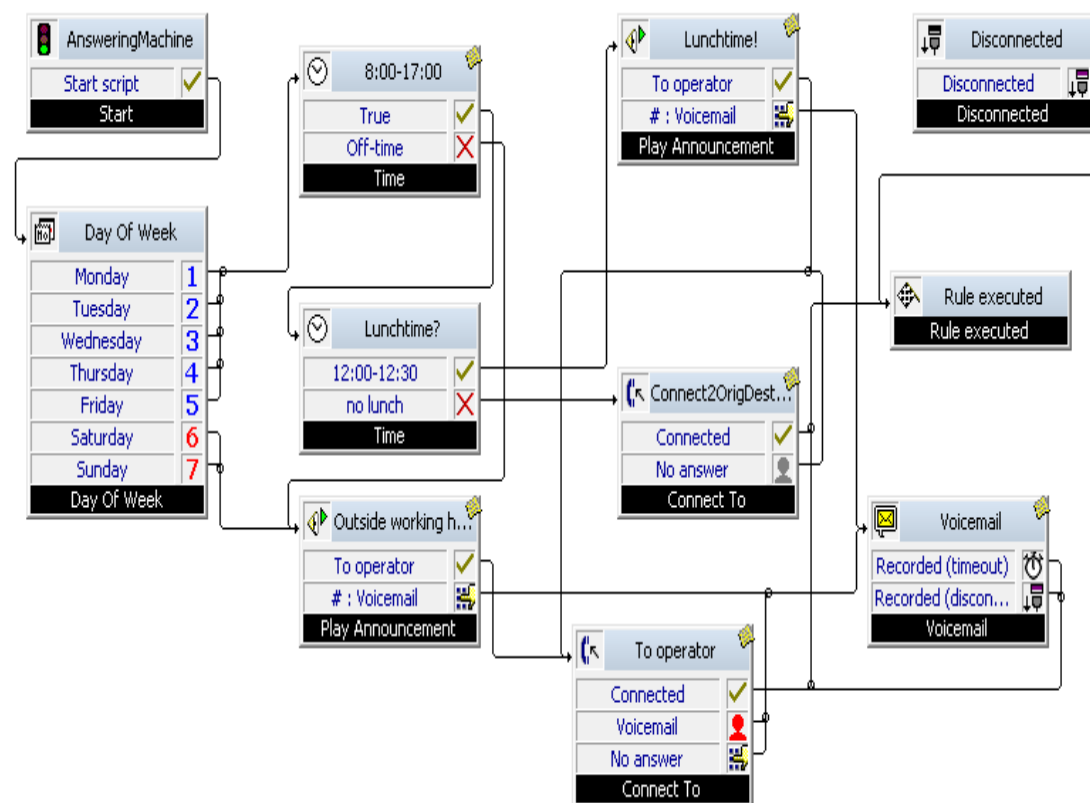 AnsweringMachine
Start script
Start
Day Of Week
Monday 1
Tuesday 2
Wednesday 3
Thursday 4
Friday 5
Saturday 6
Sunday 7
Day Of Week
8:00-17:00
True
Off-time
Time
Lunchtime?
12:00-12:30
no lunch
Time
Outside working h...
To operator
# : Voicemail
Play Announcement
Lunchtime!
To operator
# : Voicemail
Play Announcement
Connect2OrigDest...
Connected
No answer
Connect To
To operator
Connected
Voicemail
No answer
Connect To
Disconnected
Disconnected
Disconnected
Rule executed
Rule executed
Voicemail
Recorded (timeout)
Recorded (discon...
Voicemail